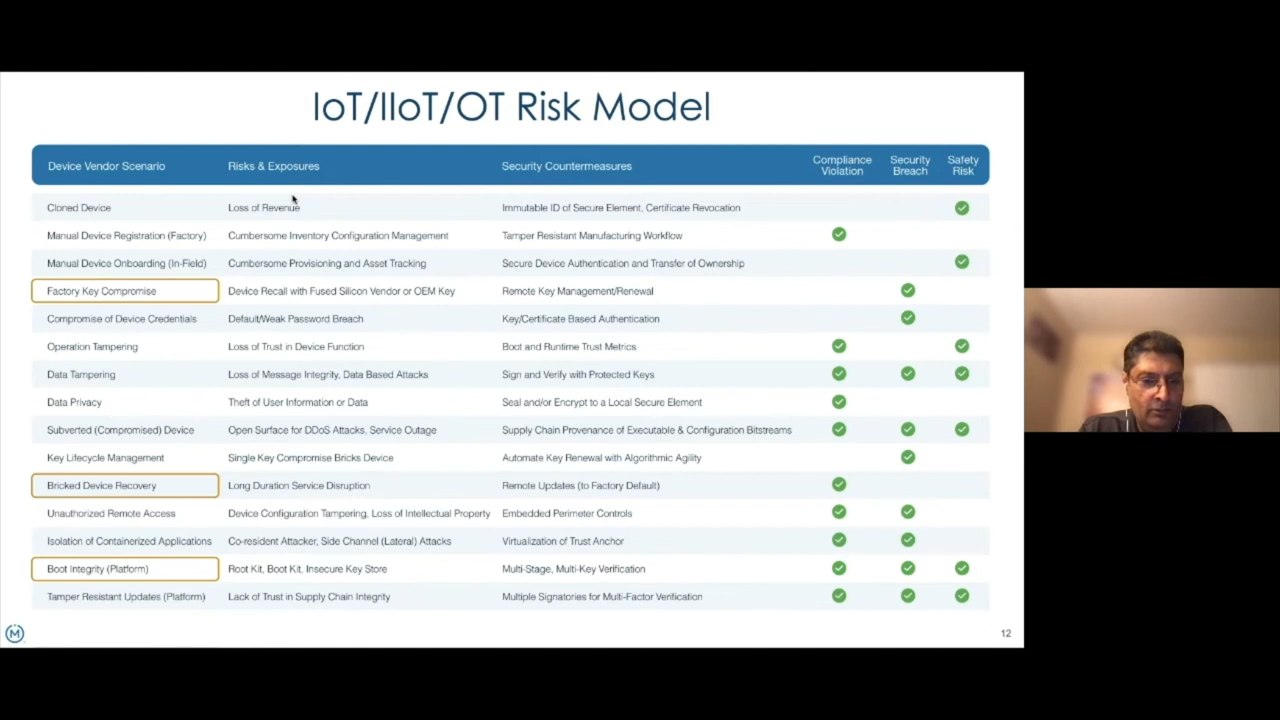 IoT/IIoT/OT Risk Model
Device Vendor Scenario Risks & Exposures Security Countermeasures Compliance Violation Security Breach Safety Risk
Cloned Device Loss of Revenue Immutable ID of Secure Element, Certificate Revocation
Manual Device Registration (Factory) Cumbersome Inventory Configuration Management Tamper Resistant Manufacturing Workflow
Manual Device Onboarding (In-Field) Cumbersome Provisioning and Asset Tracking Secure Device Authentication and Transfer of Ownership
Factory Key Compromise Device Recall with Fused Silicon Vendor or OEM Key Remote Key Management/Renewal
Compromise of Device Credentials Default/Weak Password Breach Key/Certificate Based Authentication
Operation Tampering Loss of Trust in Device Function Boot and Runtime Trust Metrics
Data Tampering Loss of Message Integrity, Data Based Attacks Sign and Verify with Protected Keys
Data Privacy Theft of User Information or Data Seal and/or Encrypt to a Local Secure Element
Subverted (Compromised) Device Open Surface for DDoS Attacks, Service Outage Supply Chain Provenance of Executable & Configuration Bitstreams
Key Lifecycle Management Single Key Compromise Bricks Device Automate Key Renewal with Algorithmic Agility
Bricked Device Recovery Long Duration Service Disruption Remote Updates (to Factory Default)
Unauthorized Remote Access Device Configuration Tampering, Loss of Intellectual Property Embedded Perimeter Controls
Isolation of Containerized Applications Co-resident Attacker, Side Channel (Lateral) Attacks Virtualization of Trust Anchor
Boot Integrity (Platform) Root Kit, Boot Kit, Insecure Key Store Multi-Stage, Multi-Key Verification
Tamper Resistant Updates (Platform) Lack of Trust in Supply Chain Integrity Multiple Signatories for Multi-Factor Verification
M 12